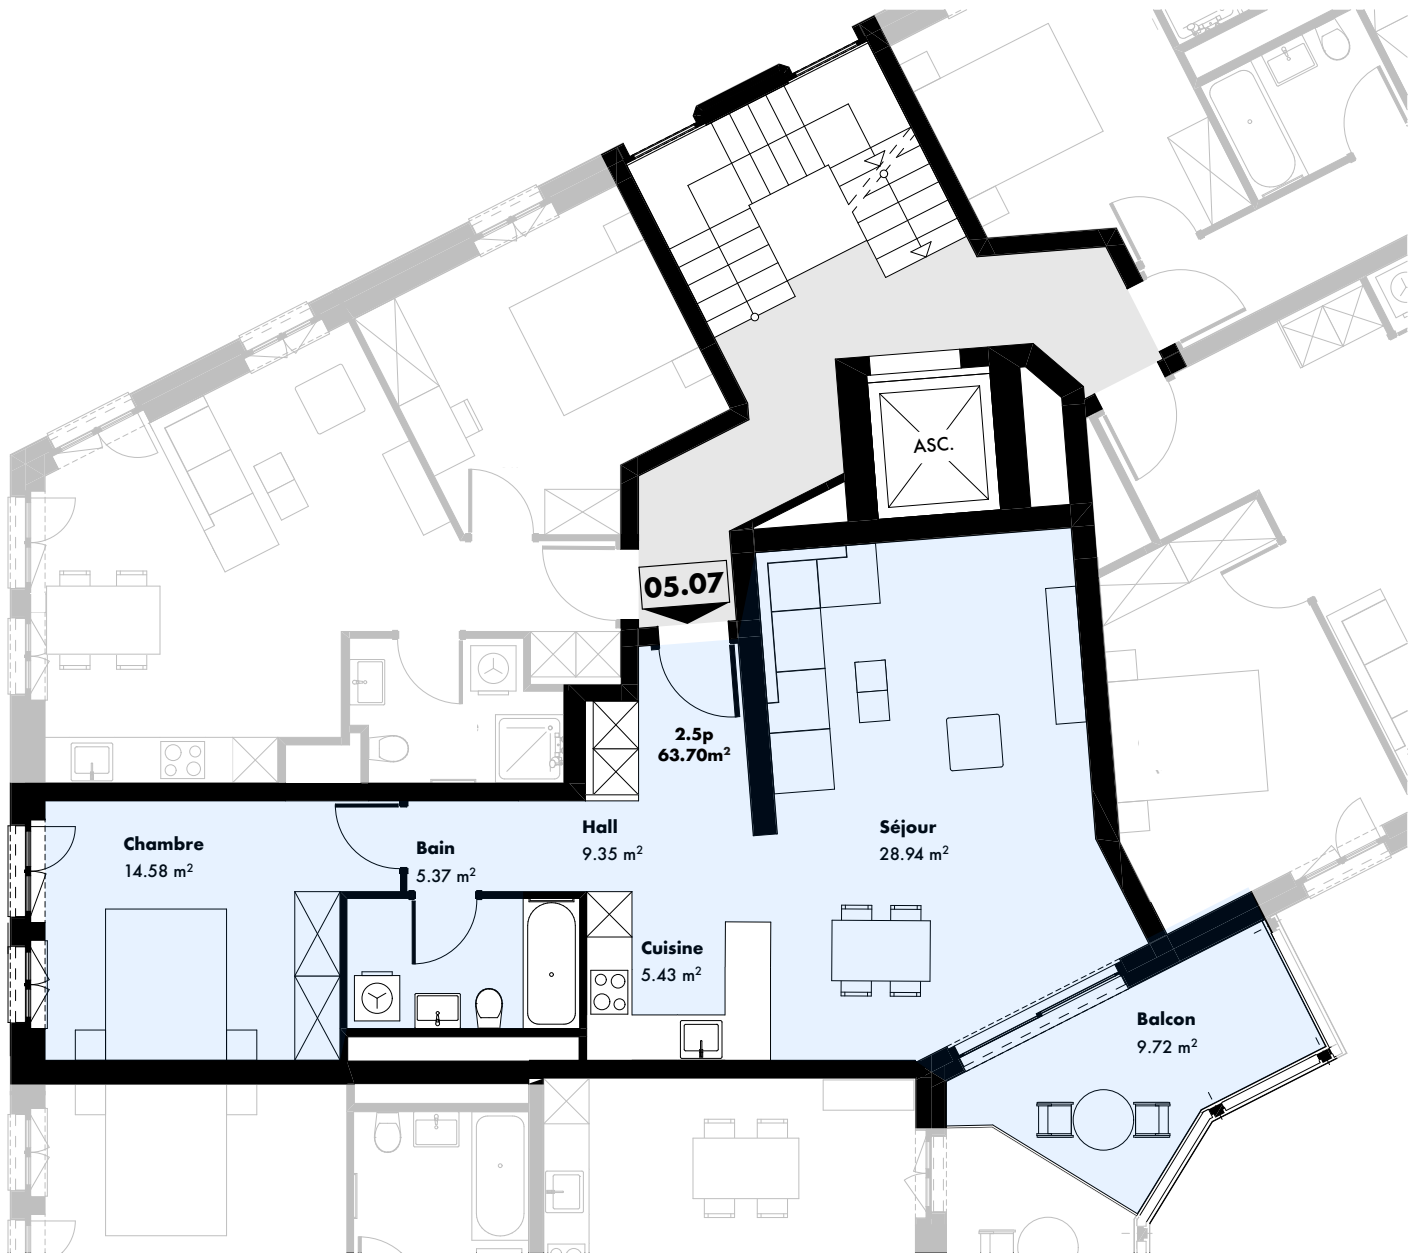 ASC.
05.07
2.5p
63.70m²
Chambre
14.58 m²
Bain
5.37 m²
Hall
9.35 m²
Séjour
28.94 m²
Cuisine
5.43 m²
Balcon
9.72 m²